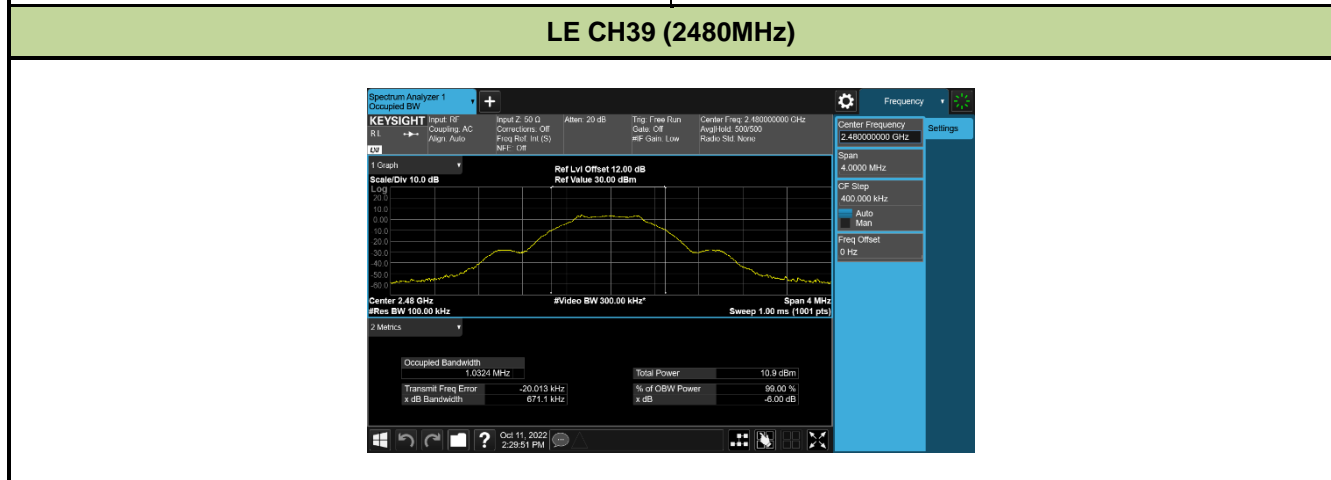 LE CH39 (2480MHz)
Spectrum Analyzer 1
Occupied BW
+
Frequency
KEYSIGHT
R L
Input: RF
Coupling: AC
Align: Auto
Input Z: 50 Ω
Corrections: Off
Freq Ref: Int (S)
NFE: Off
Atten: 20 dB
Trig: Free Run
Gate: Off
#IF Gain: Low
Center Freq: 2.480000000 GHz
Avg|Hold: 500/500
Radio Std: None
Center Frequency
2.480000000 GHz
Settings
Span
4.0000 MHz
CF Step
400.000 kHz
Auto
Man
Freq Offset
0 Hz
1 Graph
Scale/Div 10.0 dB
Ref Lvl Offset 12.00 dB
Ref Value 30.00 dBm
Log
20.0
10.0
0.00
-10.0
-20.0
-30.0
-40.0
-50.0
-60.0
Center 2.48 GHz
#Video BW 300.00 kHz*
Span 4 MHz
#Res BW 100.00 kHz
Sweep 1.00 ms (1001 pts)
2 Metrics
Occupied Bandwidth
1.0324 MHz
Total Power 10.9 dBm
Transmit Freq Error -20.013 kHz
% of OBW Power 99.00 %
x dB Bandwidth 671.1 kHz
x dB -6.00 dB
?
Oct 11, 2022
2:29:51 PM